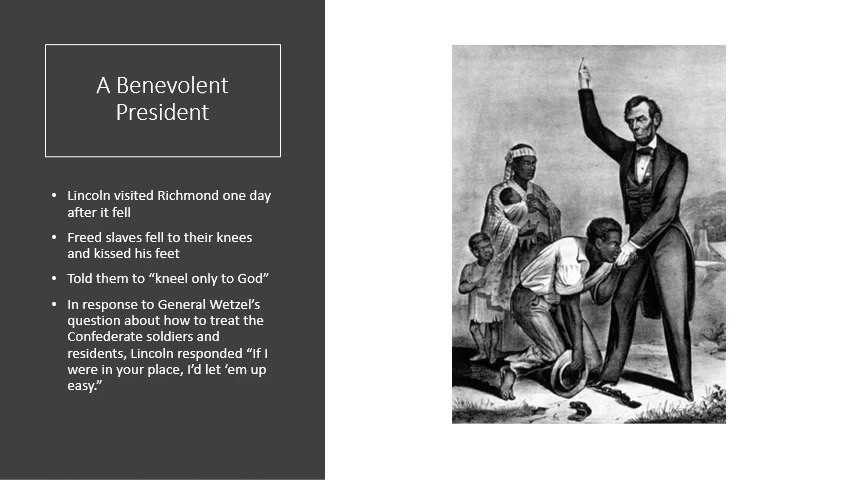 A Benevolent
President
• Lincoln visited Richmond one day
after it fell
• Freed slaves fell to their knees
and kissed his feet
• Told them to “kneel only to God”
• In response to General Wetzel’s
question about how to treat the
Confederate soldiers and
residents, Lincoln responded “If I
were in your place, I’d let ‘em up
easy.”